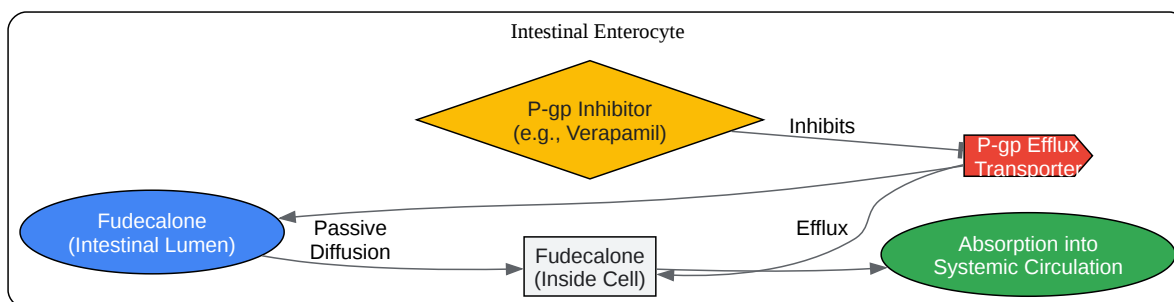 Intestinal Enterocyte
P-gp Inhibitor
(e.g., Verapamil)
Inhibits
P-gp Efflux
Transporter
Fudecalone
(Intestinal Lumen)
Passive
Diffusion
Efflux
Fudecalone
(Inside Cell)
Absorption into
Systemic Circulation